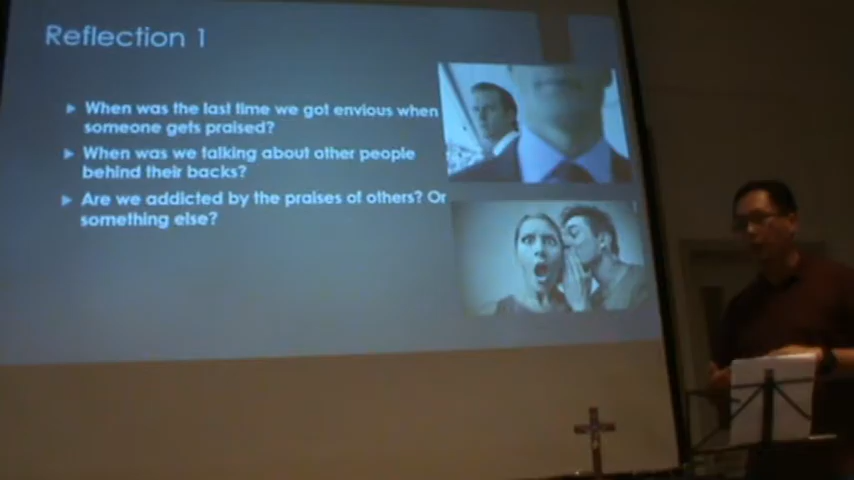 Reflection 1
When was the last time we got envious when
someone gets praised?
When was we talking about other people
behind their backs?
Are we addicted by the praises of others? Or
something else?